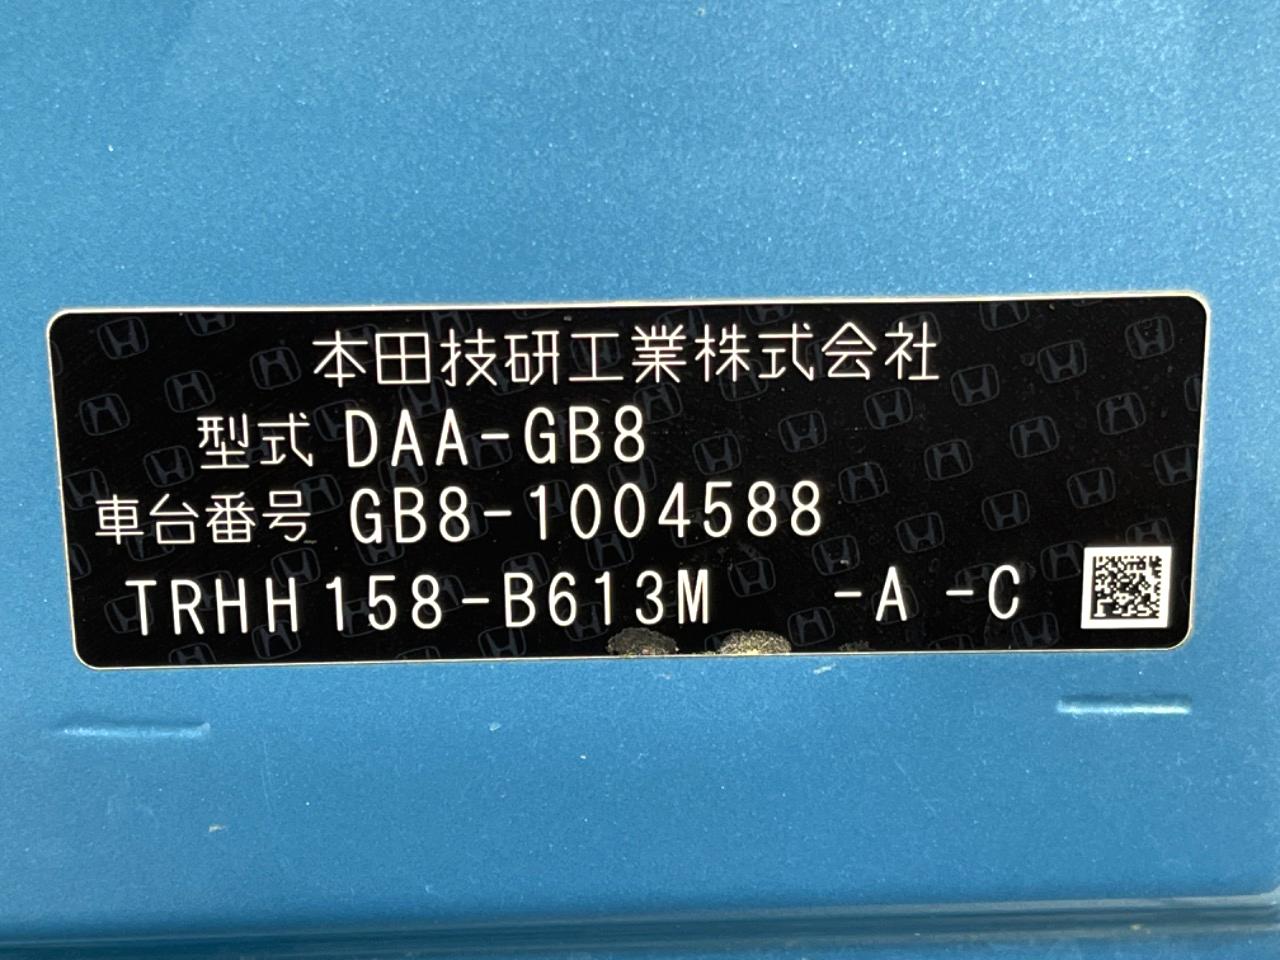 本田技研工業株式会社
型式 DAA-GB8
車台番号 GB8-1004588
TRHH158-B613M -A -C